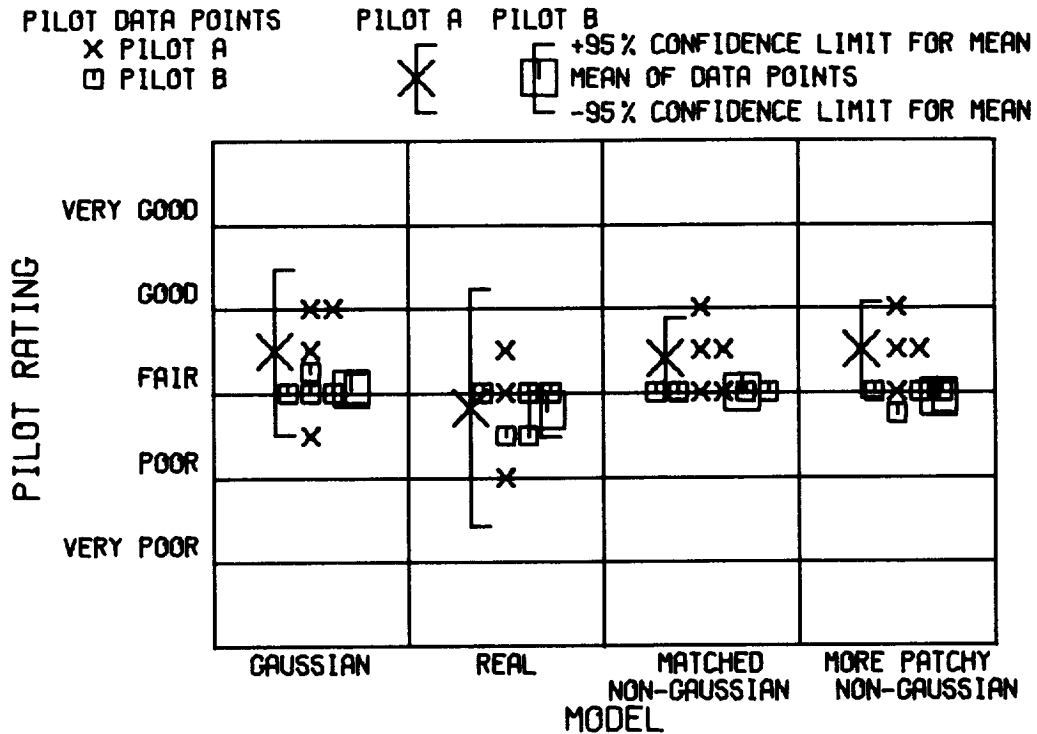 PILOT DATA POINTS
X PILOT A
PILOT B
PILOT A PILOT B
+95% CONFIDENCE LIMIT FOR MEAN
MEAN OF DATA POINTS
-95% CONFIDENCE LIMIT FOR MEAN
PILOT RATING
VERY GOOD
GOOD
FAIR
POOR
VERY POOR
GAUSSIAN
REAL
MATCHED
NON-GAUSSIAN
MORE PATCHY
NON-GAUSSIAN
MODEL